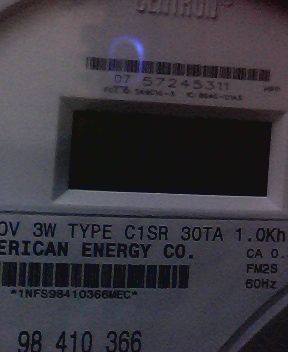 CENTRON
07 57245311
0V 3W TYPE C1SR 30TA 1.0Kh
ERICAN ENERGY CO.
CA 0.
FM2S
*1NFS98410366MEC*
60Hz
98 410 366